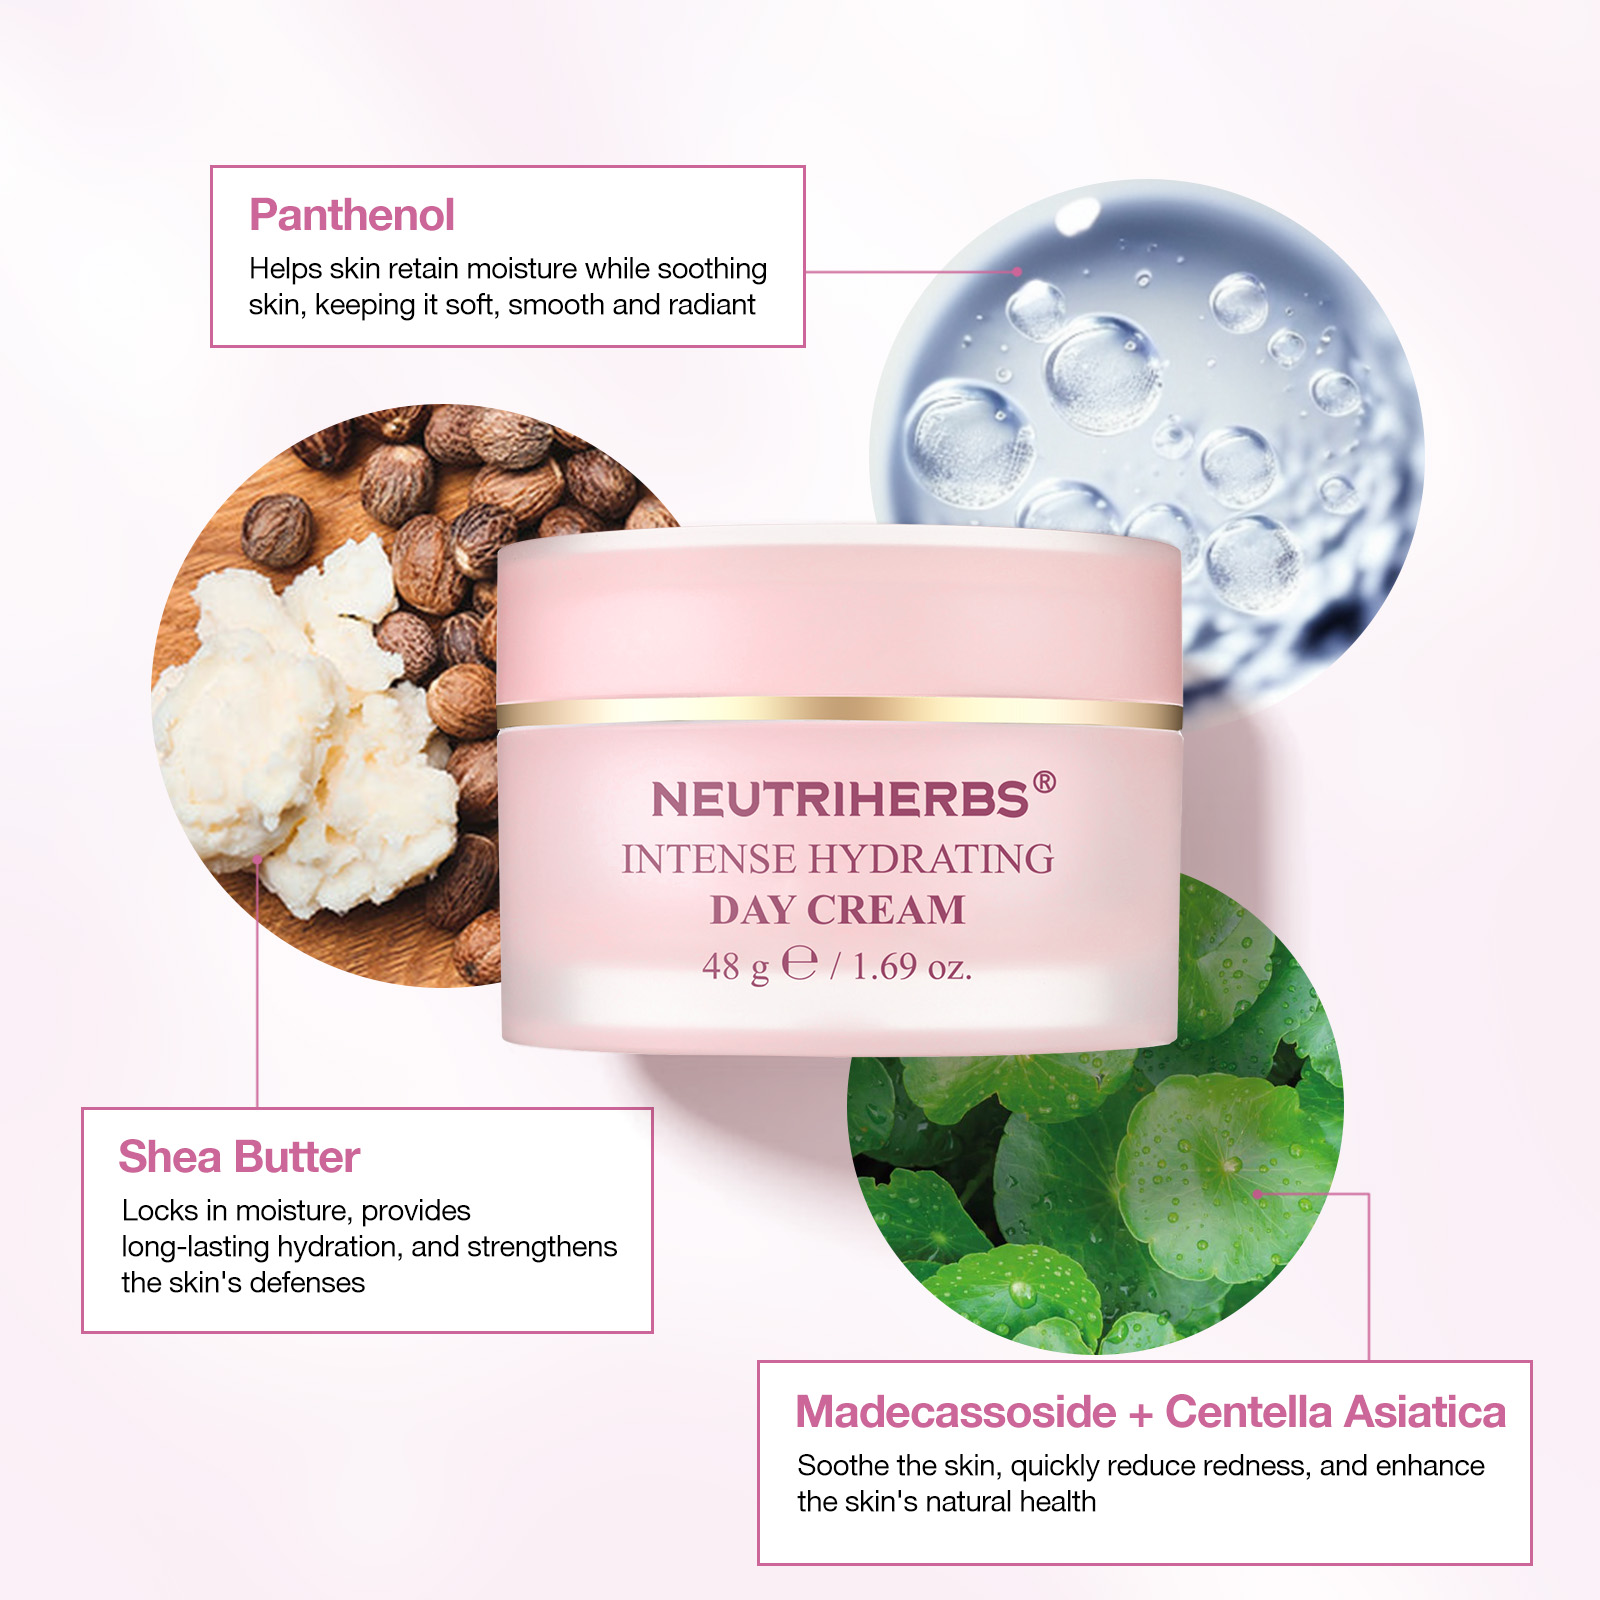 Panthenol
Helps skin retain moisture while soothing
skin, keeping it soft, smooth and radiant
NEUTRIHERBS®
INTENSE HYDRATING
DAY CREAM
48 g ℮ / 1.69 oz.
Shea Butter
Locks in moisture, provides
long-lasting hydration, and strengthens
the skin's defenses
Madecassoside + Centella Asiatica
Soothe the skin, quickly reduce redness, and enhance
the skin's natural health